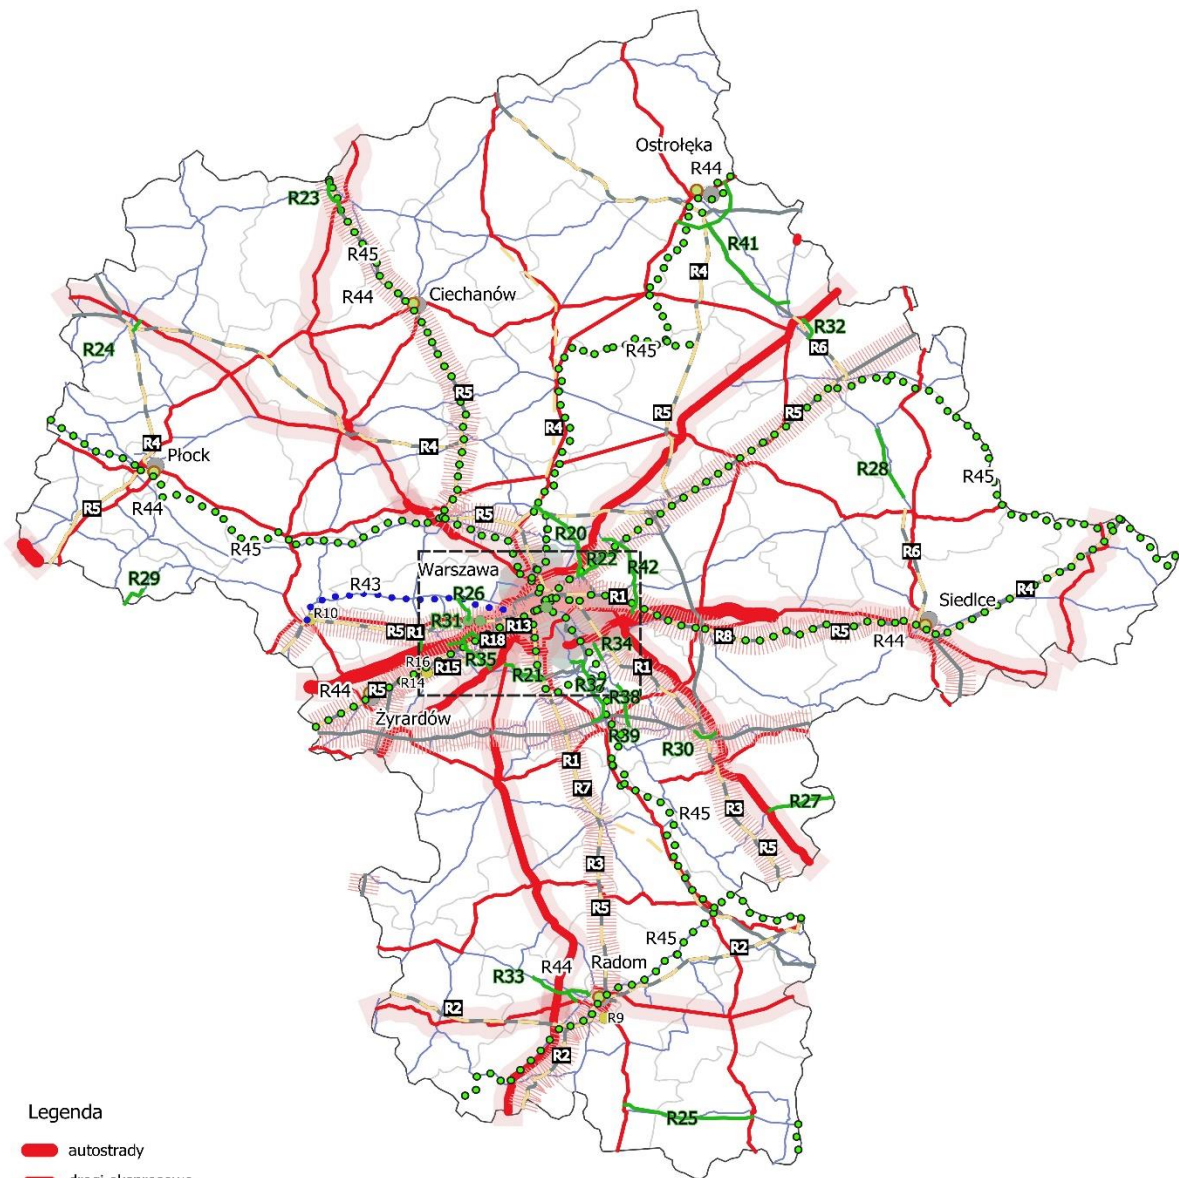 Ostrołęka
R44
R23
R41
R45
R4
R44
Ciechanów
R32
R24
R6
R45
R5
R5
R5
R4
R4
R4
Płock
R28
R45
R5
R44
R5
R20
R45
R6
R22
Warszawa
R42
R29
R43
R26
R4
R1
Siedlce
R10
R31
R13
R5
R1
R18
R8
R5
R44
R34
R16
R35
R15
R21
R1
R14
R37
R44
R5
R38
Żyrardów
R39
R30
R1
R7
R27
R45
R3
R5
R3
R5
R45
R2
Radom
R44
R33
R2
R9
R2
Legenda
R25
autostrady